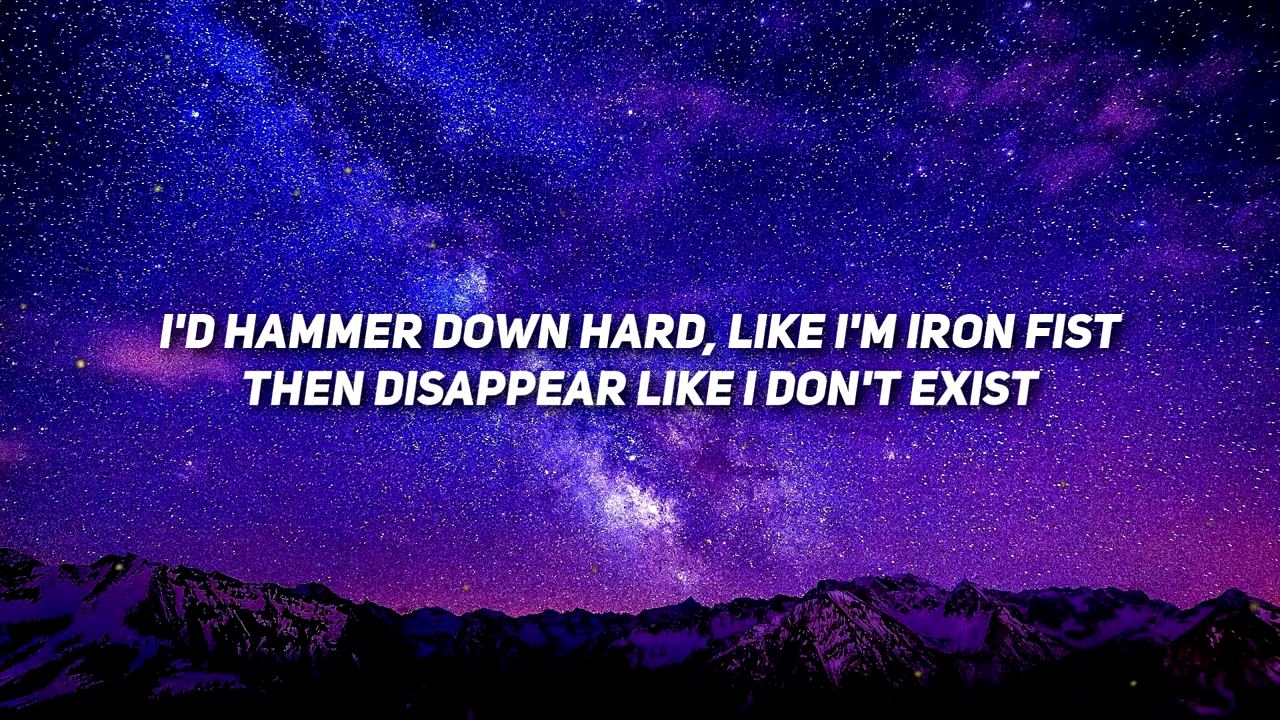 I'D HAMMER DOWN HARD, LIKE I'M IRON FIST
THEN DISAPPEAR LIKE I DON'T EXIST